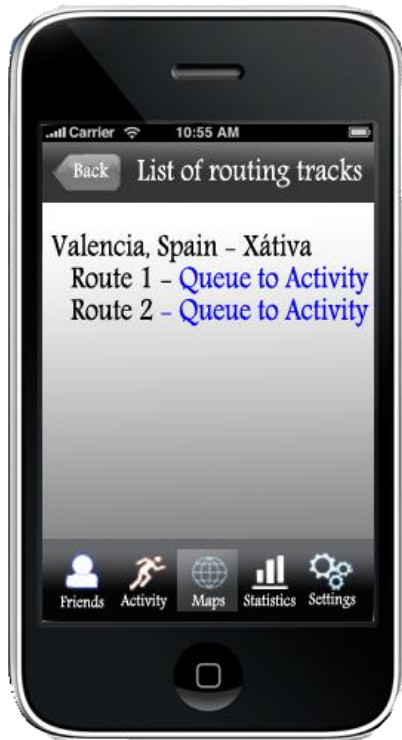 Carrier 10:55 AM
Back List of routing tracks
Valencia, Spain – Xátiva
Route 1 – Queue to Activity
Route 2 – Queue to Activity
Friends Activity Maps Statistics Settings